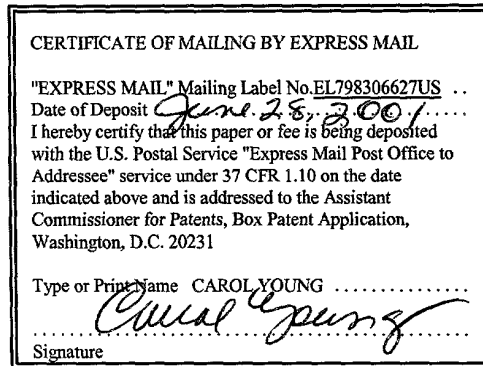 CERTIFICATE OF MAILING BY EXPRESS MAIL
"EXPRESS MAIL" Mailing Label No.EL798306627US ..
Date of Deposit June 28, 2001
I hereby certify that this paper or fee is being deposited
with the U.S. Postal Service "Express Mail Post Office to
Addressee" service under 37 CFR 1.10 on the date
indicated above and is addressed to the Assistant
Commissioner for Patents, Box Patent Application,
Washington, D.C. 20231
Type or Print Name CAROL YOUNG ................
Carol Young
Signature